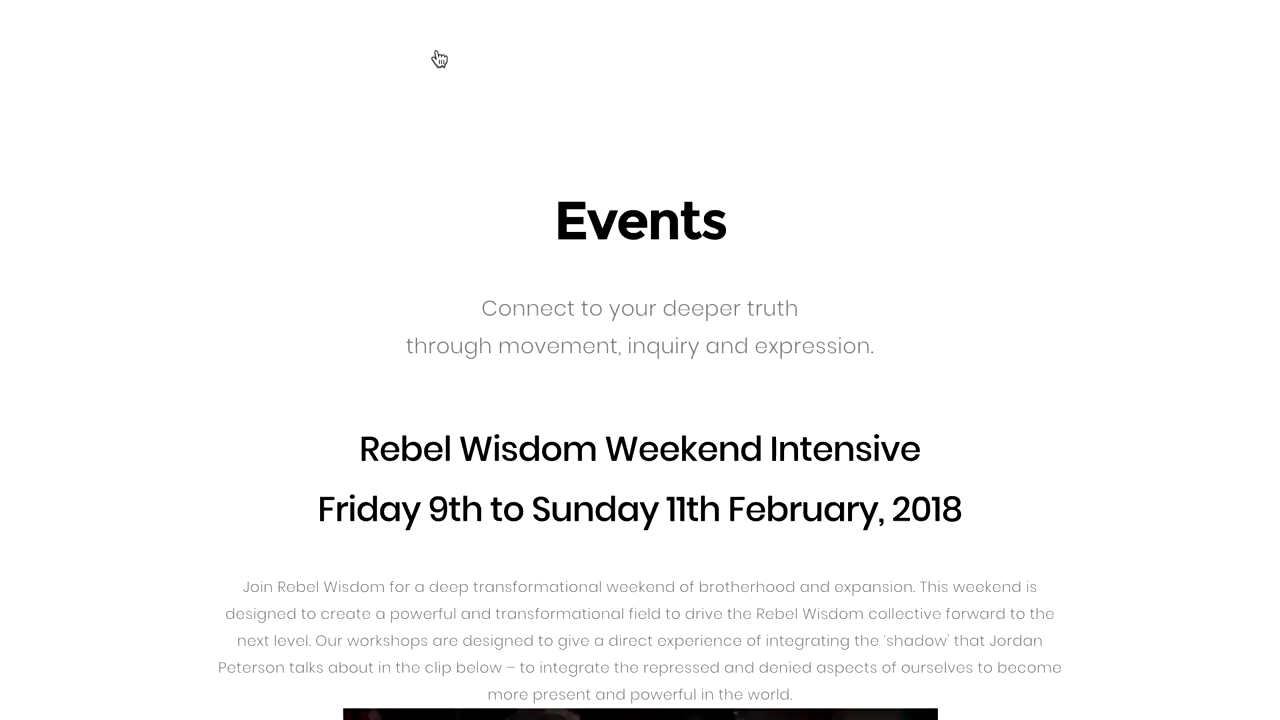 Events
Connect to your deeper truth
through movement, inquiry and expression.
Rebel Wisdom Weekend Intensive
Friday 9th to Sunday 11th February, 2018
Join Rebel Wisdom for a deep transformational weekend of brotherhood and expansion. This weekend is
designed to create a powerful and transformational field to drive the Rebel Wisdom collective forward to the
next level. Our workshops are designed to give a direct experience of integrating the 'shadow' that Jordan
Peterson talks about in the clip below – to integrate the repressed and denied aspects of ourselves to become
more present and powerful in the world.